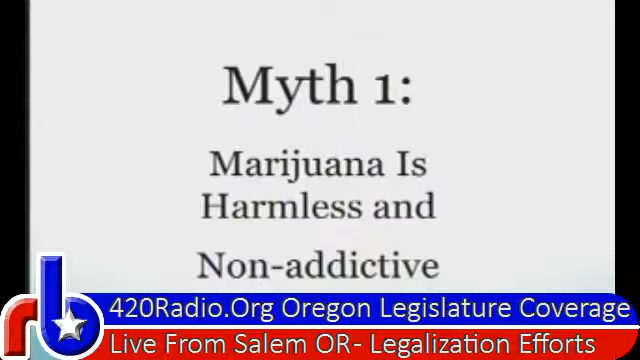 Myth 1:
Marijuana Is
Harmless and
Non-addictive
420Radio.Org Oregon Legislature Coverage
Live From Salem OR- Legalization Efforts